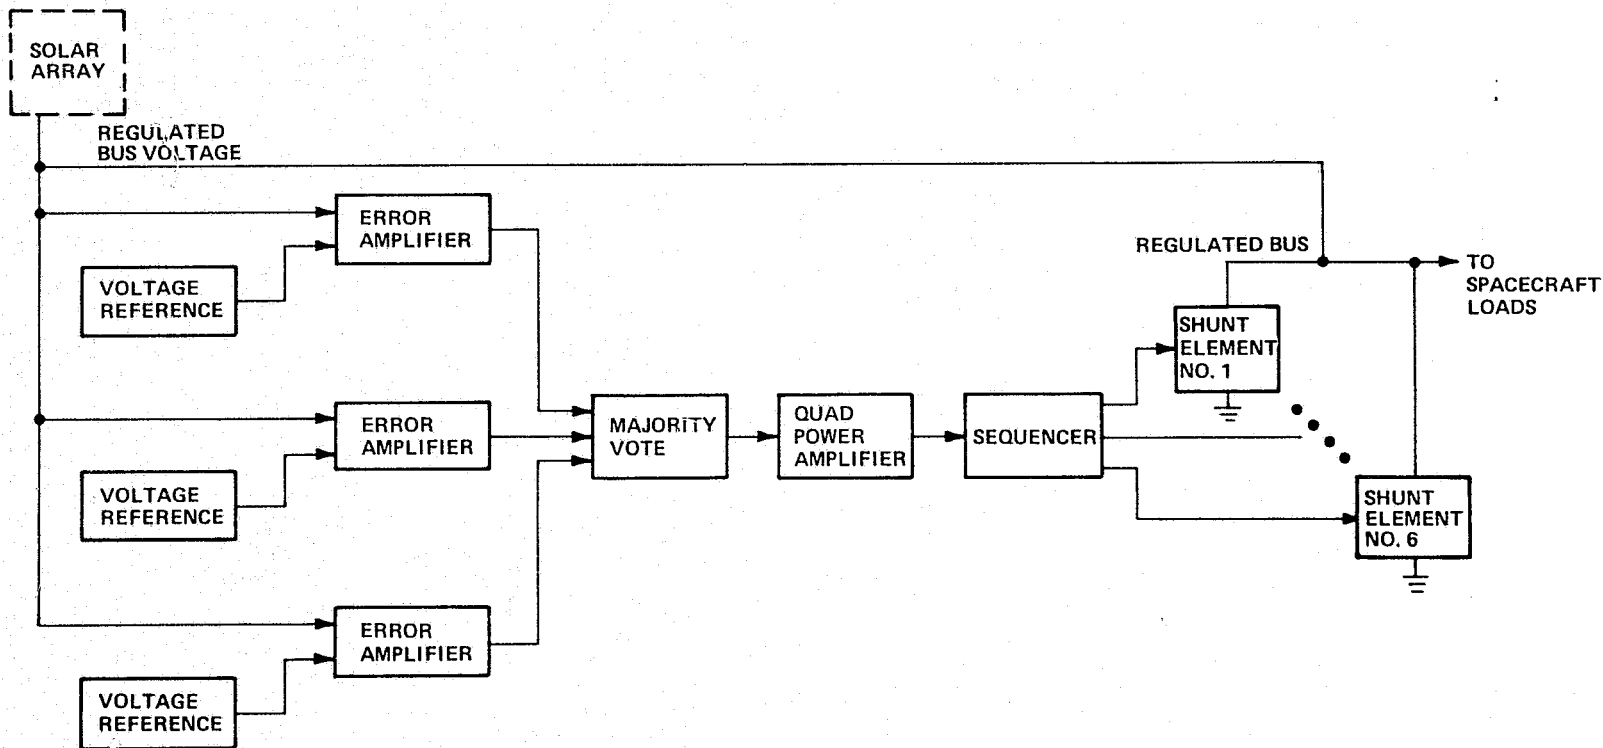 SOLAR
ARRAY
REGULATED
BUS VOLTAGE
ERROR
AMPLIFIER
VOLTAGE
REFERENCE
REGULATED BUS
TO
SPACECRAFT
LOADS
SHUNT
ELEMENT
NO. 1
ERROR
AMPLIFIER
MAJORITY
VOTE
QUAD
POWER
AMPLIFIER
SEQUENCER
VOLTAGE
REFERENCE
SHUNT
ELEMENT
NO. 6
ERROR
AMPLIFIER
VOLTAGE
REFERENCE